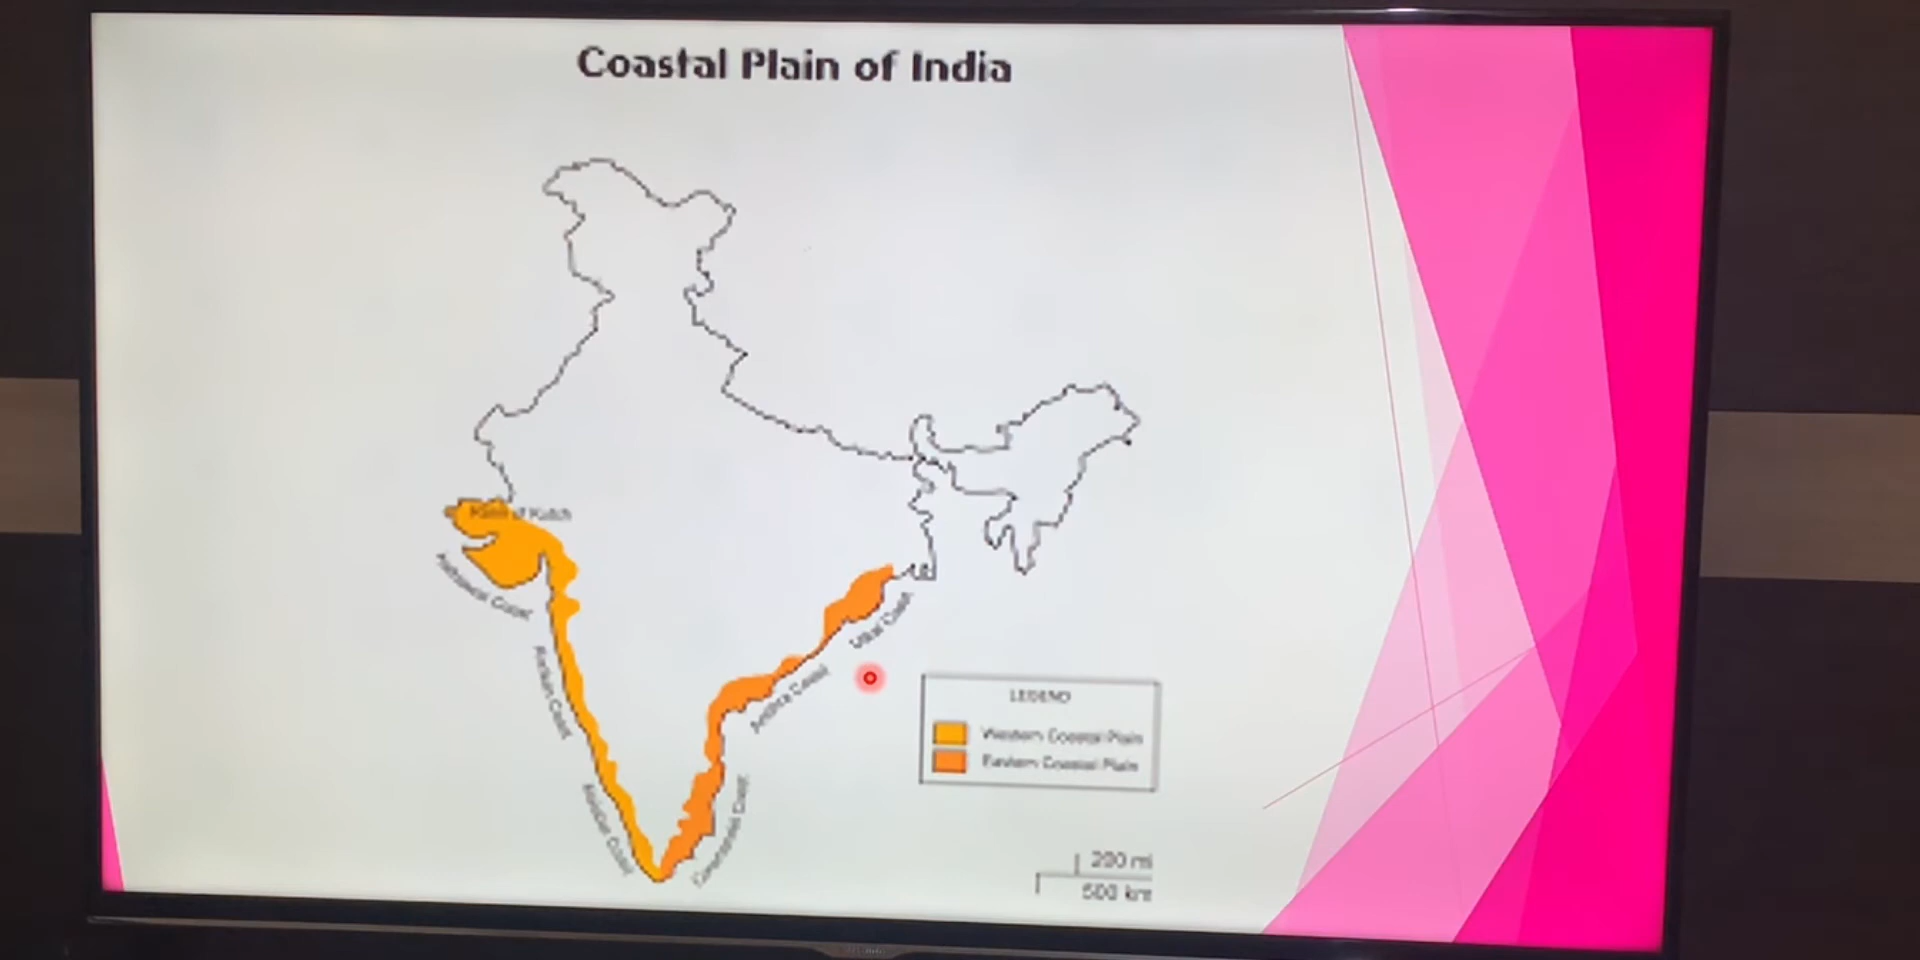 Coastal Plain of India
Rann of Kutch
Kathiawar Coast
Konkan Coast
Malabar Coast
Coromandel Coast
Andhra Coast
Utkal Coast
LEGEND
Western Coastal Plain
Eastern Coastal Plain
200 mi
500 km